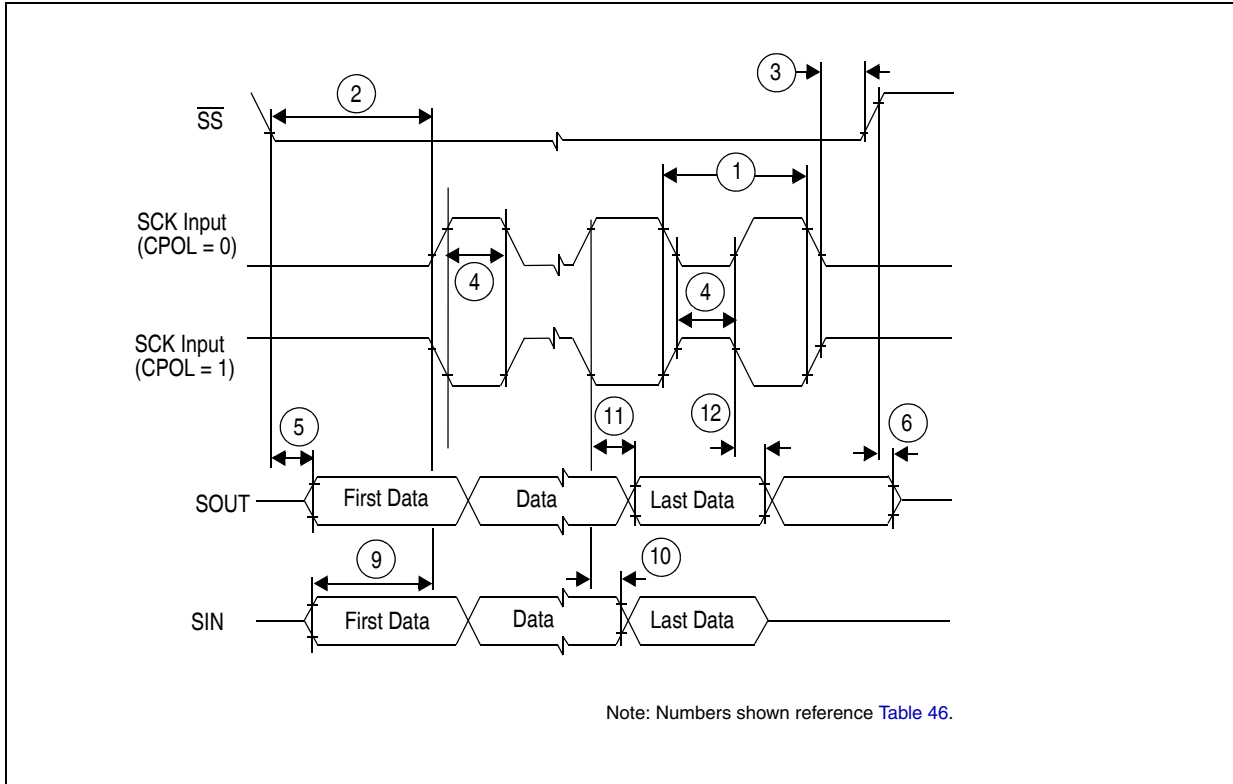 3
2
SS
1
SCK Input
(CPOL = 0)
4
4
SCK Input
(CPOL = 1)
11
12
5
6
First Data
Data
Last Data
SOUT
9
10
SIN
First Data
Data
Last Data
Note: Numbers shown reference Table 46.